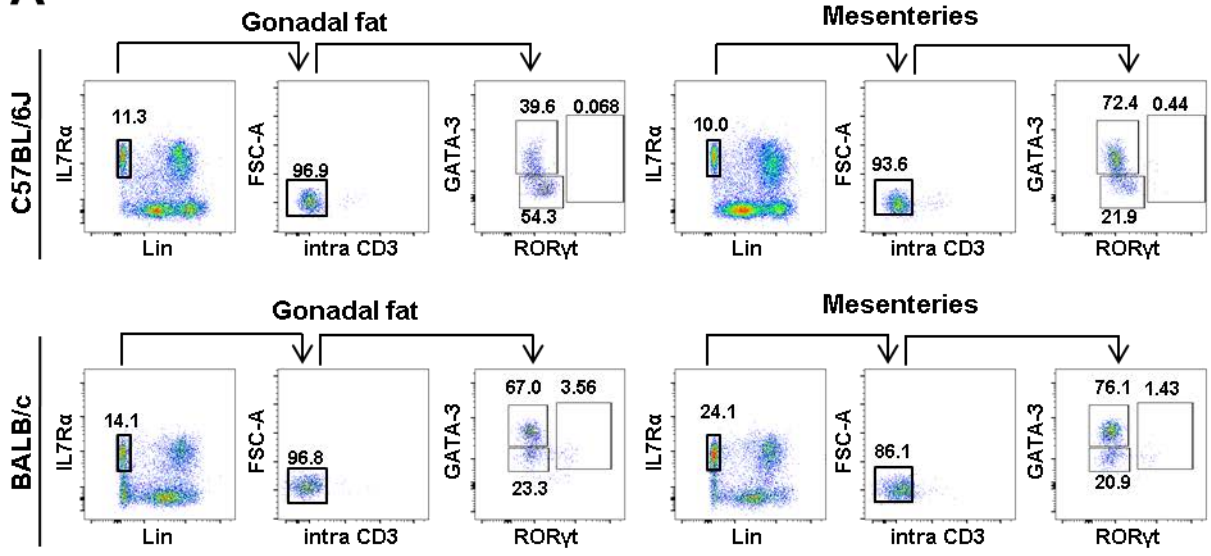 A
Gonadal fat
Mesenteries
C57BL/6J
IL7Rα
11.3
Lin
FSC-A
96.9
intra CD3
GATA-3
39.6 0.068
54.3
RORγt
IL7Rα
10.0
Lin
FSC-A
93.6
intra CD3
GATA-3
72.4 0.44
21.9
RORγt
Gonadal fat
Mesenteries
BALB/c
IL7Rα
14.1
Lin
FSC-A
96.8
intra CD3
GATA-3
67.0 3.56
23.3
RORγt
IL7Rα
24.1
Lin
FSC-A
86.1
intra CD3
GATA-3
76.1 1.43
20.9
RORγt